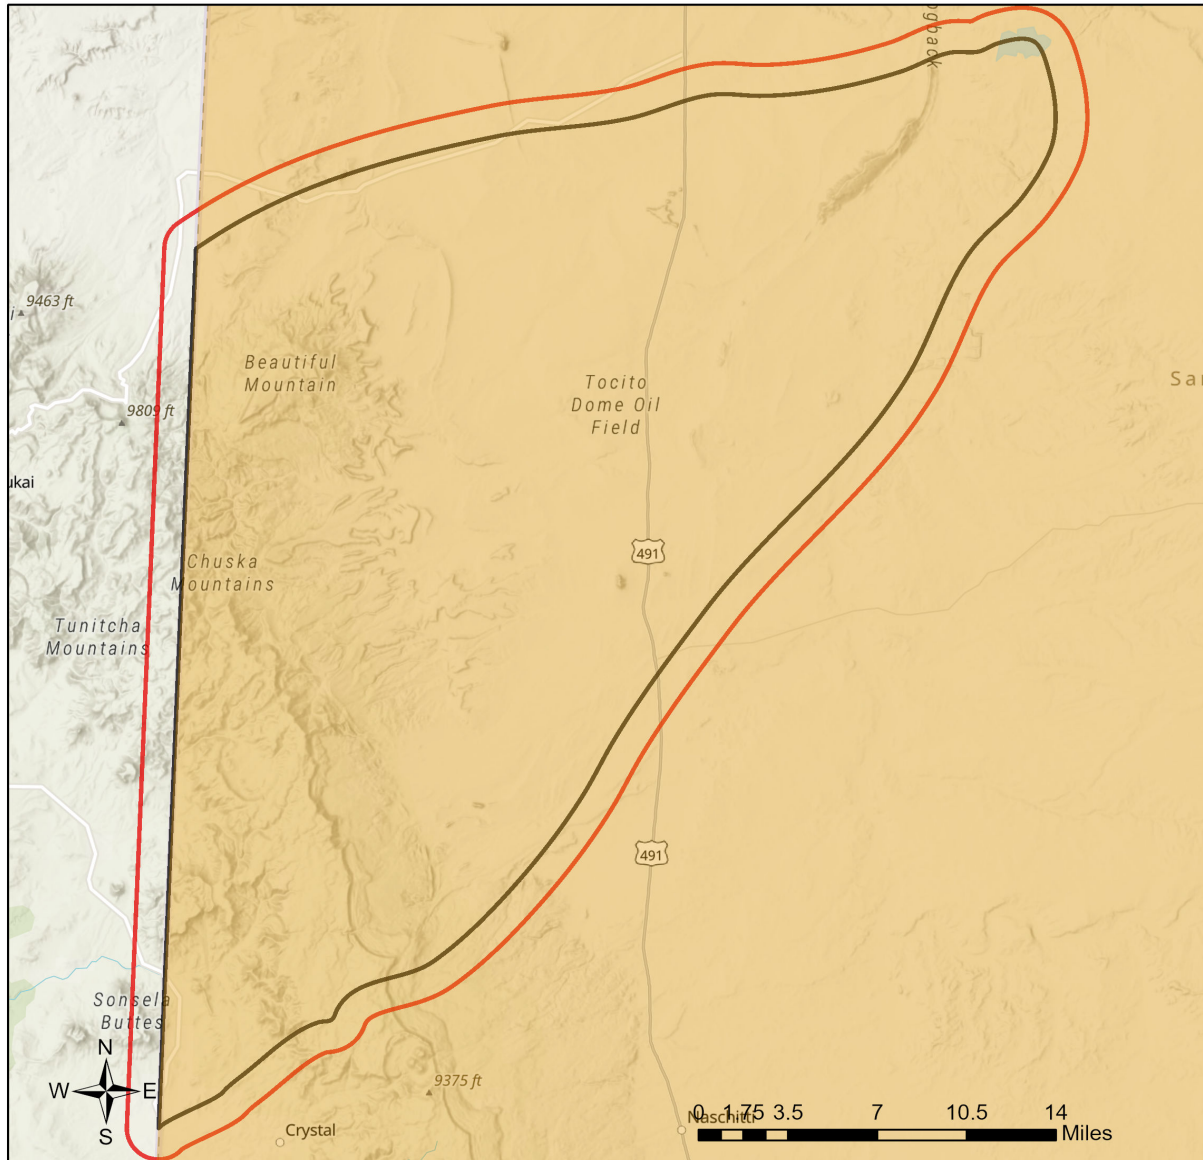 ogback
9463 ft
Beautiful
Mountain
Tocito
Dome Oil
Field
9809 ft
ukai
Chuska
Mountains
491
Tunitcha
Mountains
491
Sonsela
Buttes
N
W E
S
9375 ft
Crystal
Naschitti
0 1.75 3.5 7 10.5 14
Miles